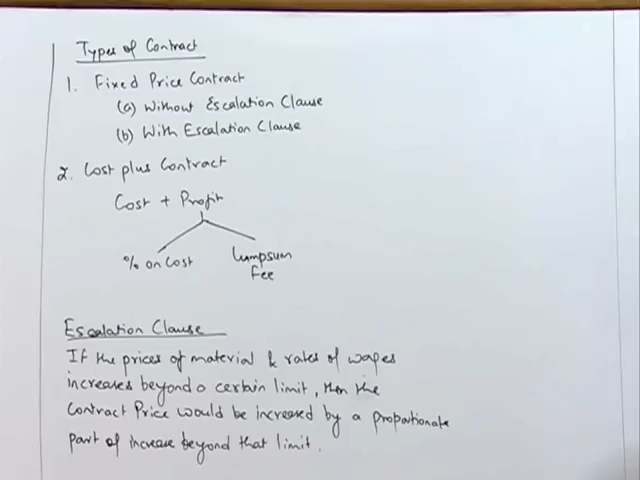 Types of Contract
1. Fixed Price Contract
(a) Without Escalation Clause
(b) With Escalation Clause
2. Cost plus Contract
Cost + Profit
% on Cost
Lumpsum
Fee
Escalation Clause
If the prices of material & rates of wages
increases beyond a certain limit, then the
Contract Price would be increased by a proportionate
part of increase beyond that limit.